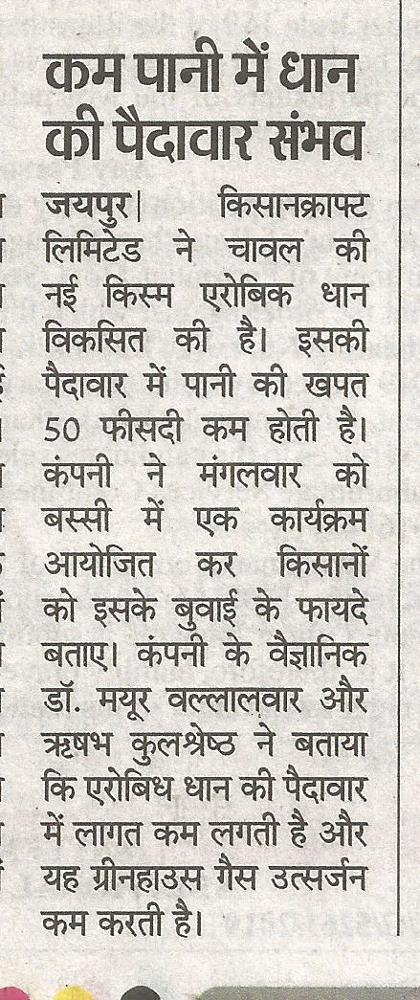 कम पानी में धान
की पैदावार संभव
जयपुर| किसानक्राफ्ट
लिमिटेड ने चावल की
नई किस्म एरोबिक धान
विकसित की है। इसकी
पैदावार में पानी की खपत
50 फीसदी कम होती है।
कंपनी ने मंगलवार को
बस्सी में एक कार्यक्रम
आयोजित कर किसानों
को इसके बुवाई के फायदे
बताए। कंपनी के वैज्ञानिक
डॉ. मयूर वल्लालवार और
ऋषभ कुलश्रेष्ठ ने बताया
कि एरोबिध धान की पैदावार
में लागत कम लगती है और
यह ग्रीनहाउस गैस उत्सर्जन
कम करती है।